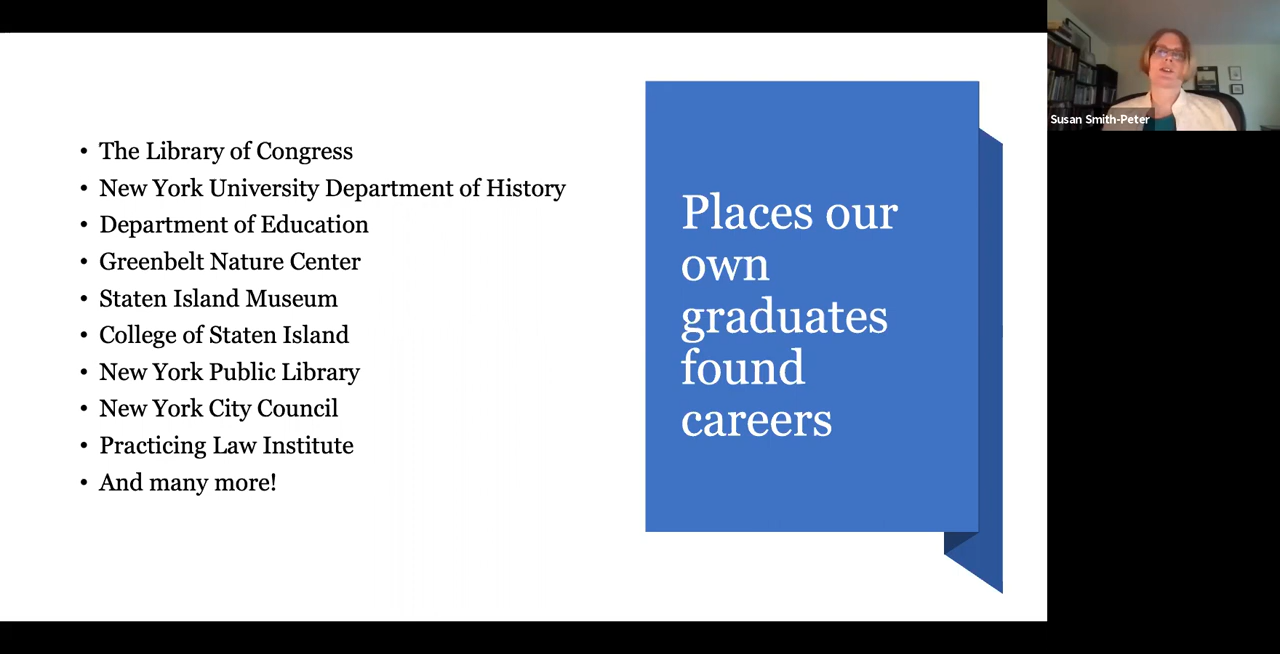 • The Library of Congress
• New York University Department of History
• Department of Education
• Greenbelt Nature Center
• Staten Island Museum
• College of Staten Island
• New York Public Library
• New York City Council
• Practicing Law Institute
• And many more!
Places our
own
graduates
found
careers
Susan Smith-Peter